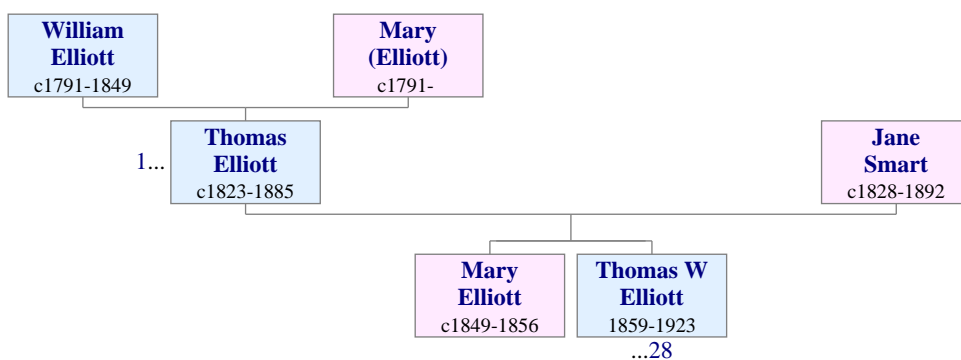 William
Elliott
c1791-1849
Mary
(Elliott)
c1791-
1...
Thomas
Elliott
c1823-1885
Jane
Smart
c1828-1892
Mary
Elliott
c1849-1856
Thomas W
Elliott
1859-1923
...28